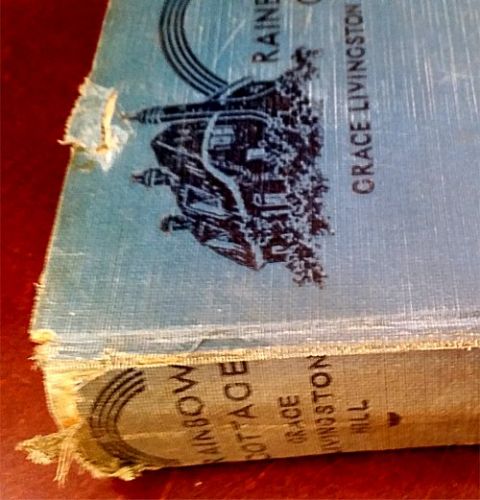 RAINB
C
GRACE LIVINGSTON
RAINBOW
COTTAGE
GRACE
LIVINGSTON
HILL